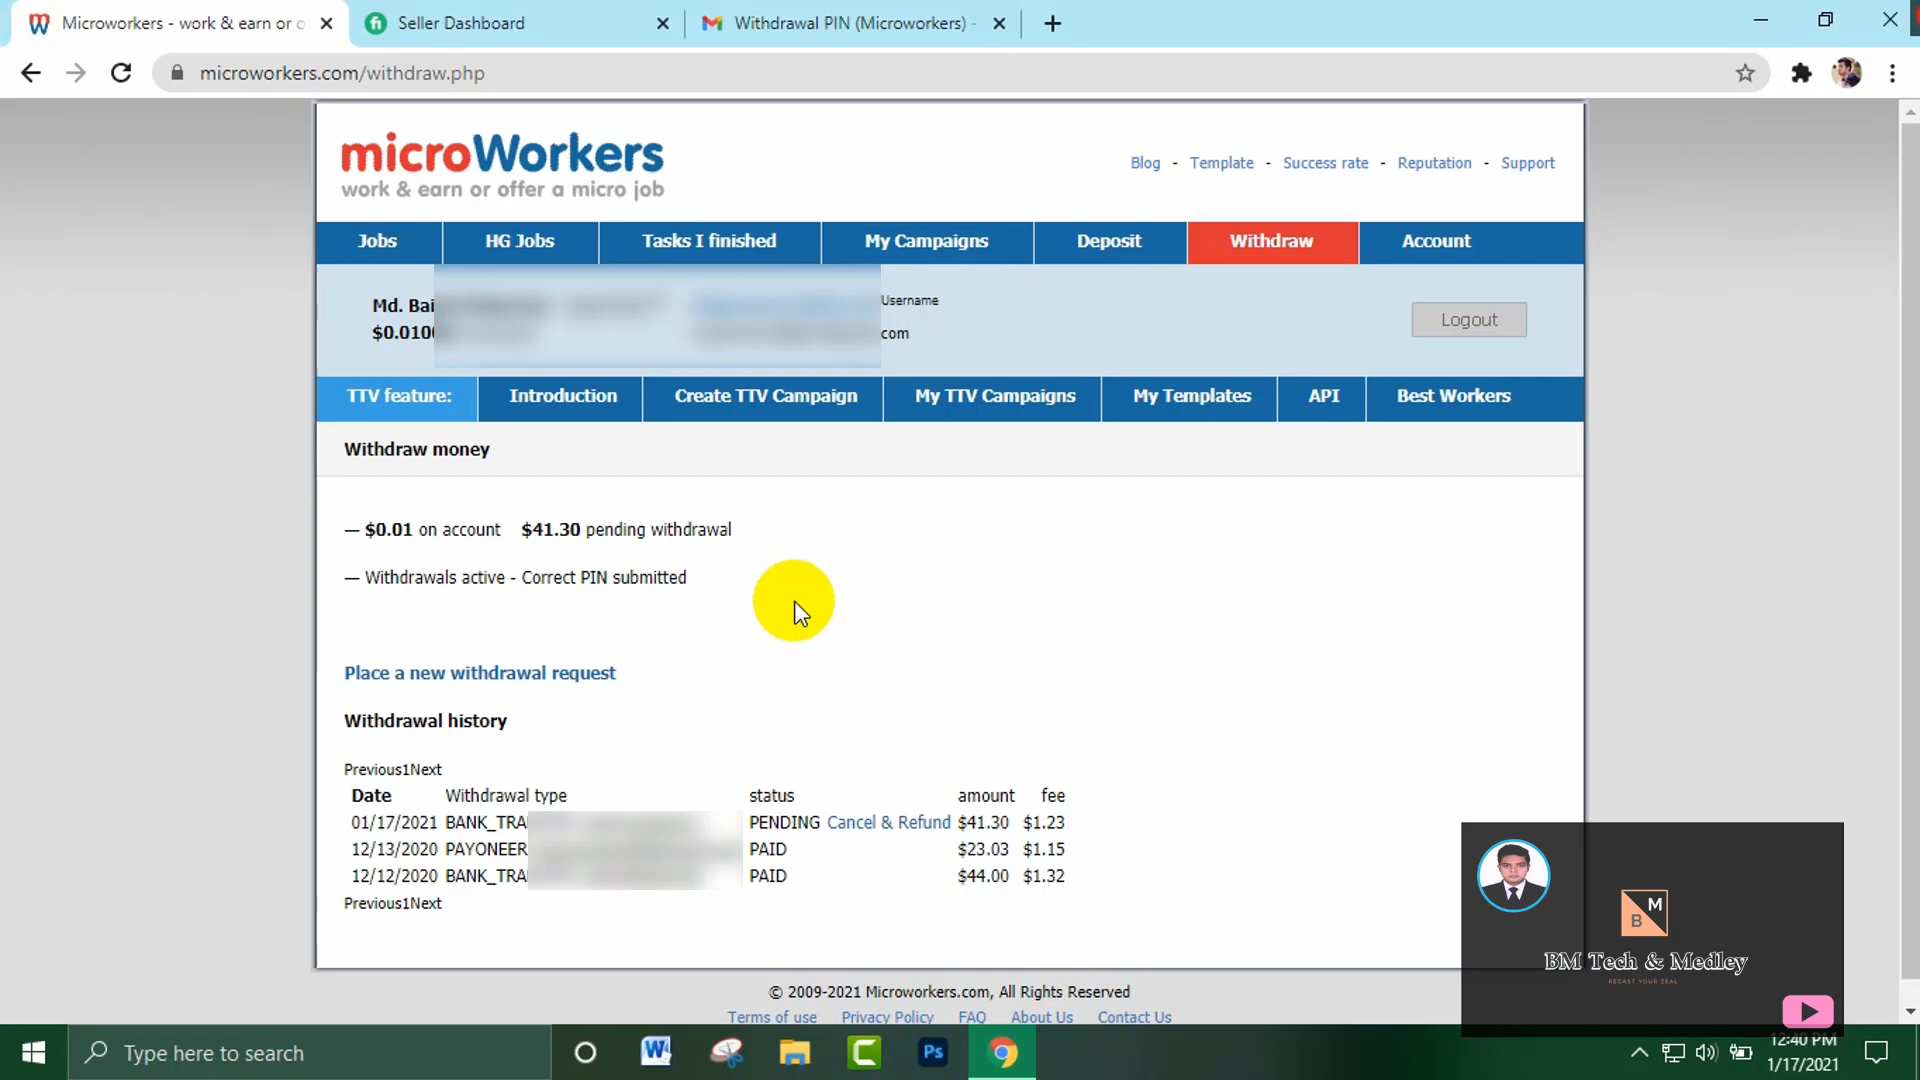 Microworkers - work & earn or o
Seller Dashboard
Withdrawal PIN (Microworkers) -
microworkers.com/withdraw.php
microWorkers
work & earn or offer a micro job
Blog - Template - Success rate - Reputation - Support
Jobs HG Jobs Tasks I finished My Campaigns Deposit Withdraw Account
Md. Bai Username
$0.010 com
Logout
TTV feature: Introduction Create TTV Campaign My TTV Campaigns My Templates API Best Workers
Withdraw money
— $0.01 on account $41.30 pending withdrawal
— Withdrawals active - Correct PIN submitted
Place a new withdrawal request
Withdrawal history
Previous1Next
Date Withdrawal type status amount fee
01/17/2021 BANK_TRA PENDING Cancel & Refund $41.30 $1.23
12/13/2020 PAYONEER PAID $23.03 $1.15
12/12/2020 BANK_TRA PAID $44.00 $1.32
Previous1Next
M
B
BM Tech & Medley
RECAST YOUR ZEAL
© 2009-2021 Microworkers.com, All Rights Reserved
Terms of use Privacy Policy FAQ About Us Contact Us
Type here to search
W
C
Ps
12:40 PM
1/17/2021